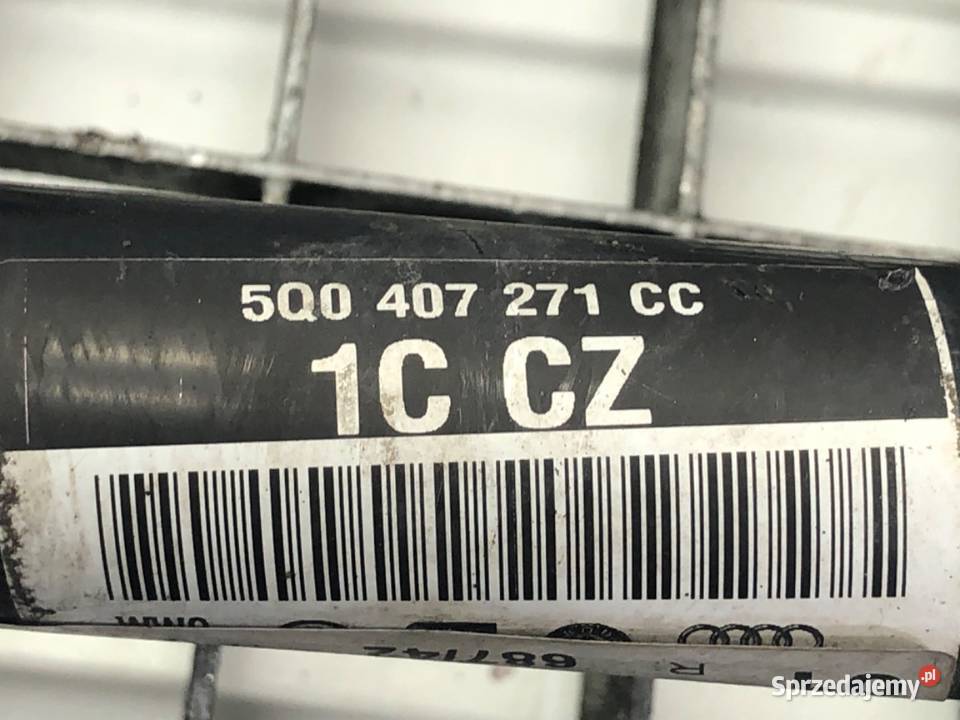 5Q0 407 271 CC
1C CZ
R
Sprzedajemy.pl